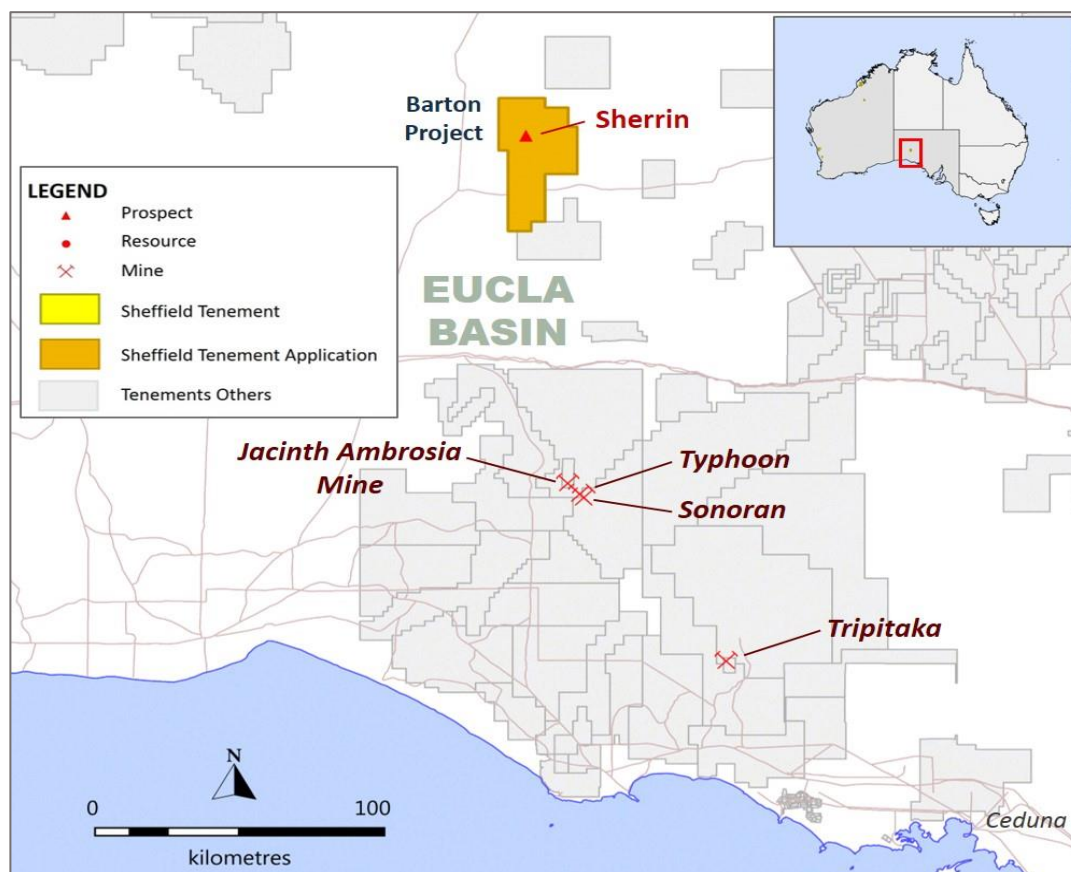 Barton
Project
Sherrin
LEGEND
Prospect
Resource
Mine
Sheffield Tenement
Sheffield Tenement Application
Tenements Others
EUCLA
BASIN
Jacinth Ambrosia
Mine
Typhoon
Sonoran
Tripitaka
N
0 100
kilometres
Ceduna